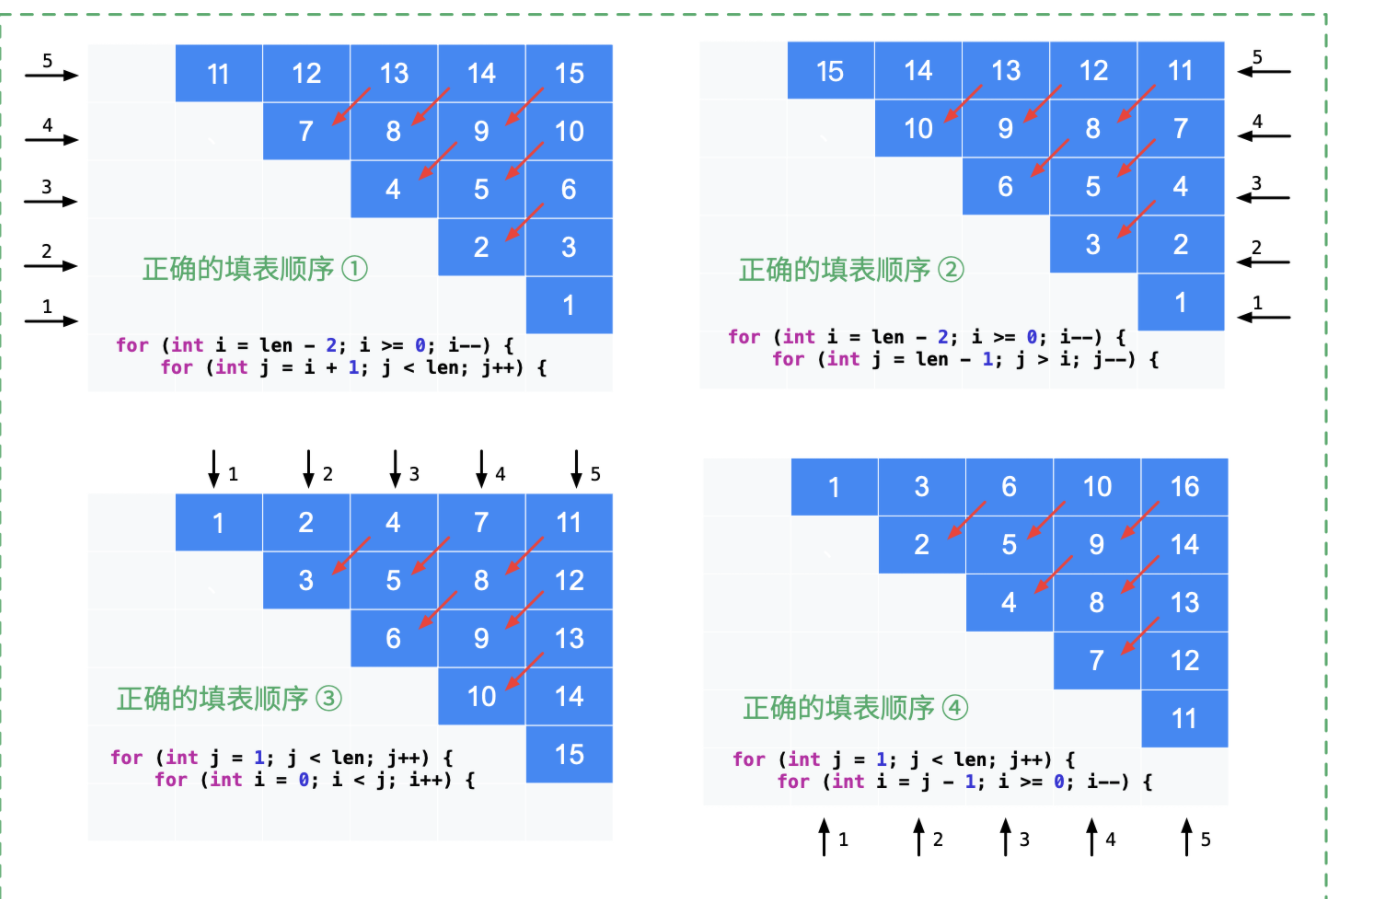 5 11 12 13 14 15
4 7 8 9 10
3 4 5 6
2 2 3
正确的填表顺序 ①
1 1
for (int i = len - 2; i >= 0; i--) {
for (int j = i + 1; j < len; j++) {
15 14 13 12 11 5
10 9 8 7 4
6 5 4 3
3 2 2
正确的填表顺序 ②
1 1
for (int i = len - 2; i >= 0; i--) {
for (int j = len - 1; j > i; j--) {
1 2 3 4 5
1 2 4 7 11
3 5 8 12
6 9 13
10 14
正确的填表顺序 ③
15
for (int j = 1; j < len; j++) {
for (int i = 0; i < j; i++) {
1 3 6 10 16
2 5 9 14
4 8 13
7 12
正确的填表顺序 ④
11
for (int j = 1; j < len; j++) {
for (int i = j - 1; i >= 0; i--) {
1 2 3 4 5